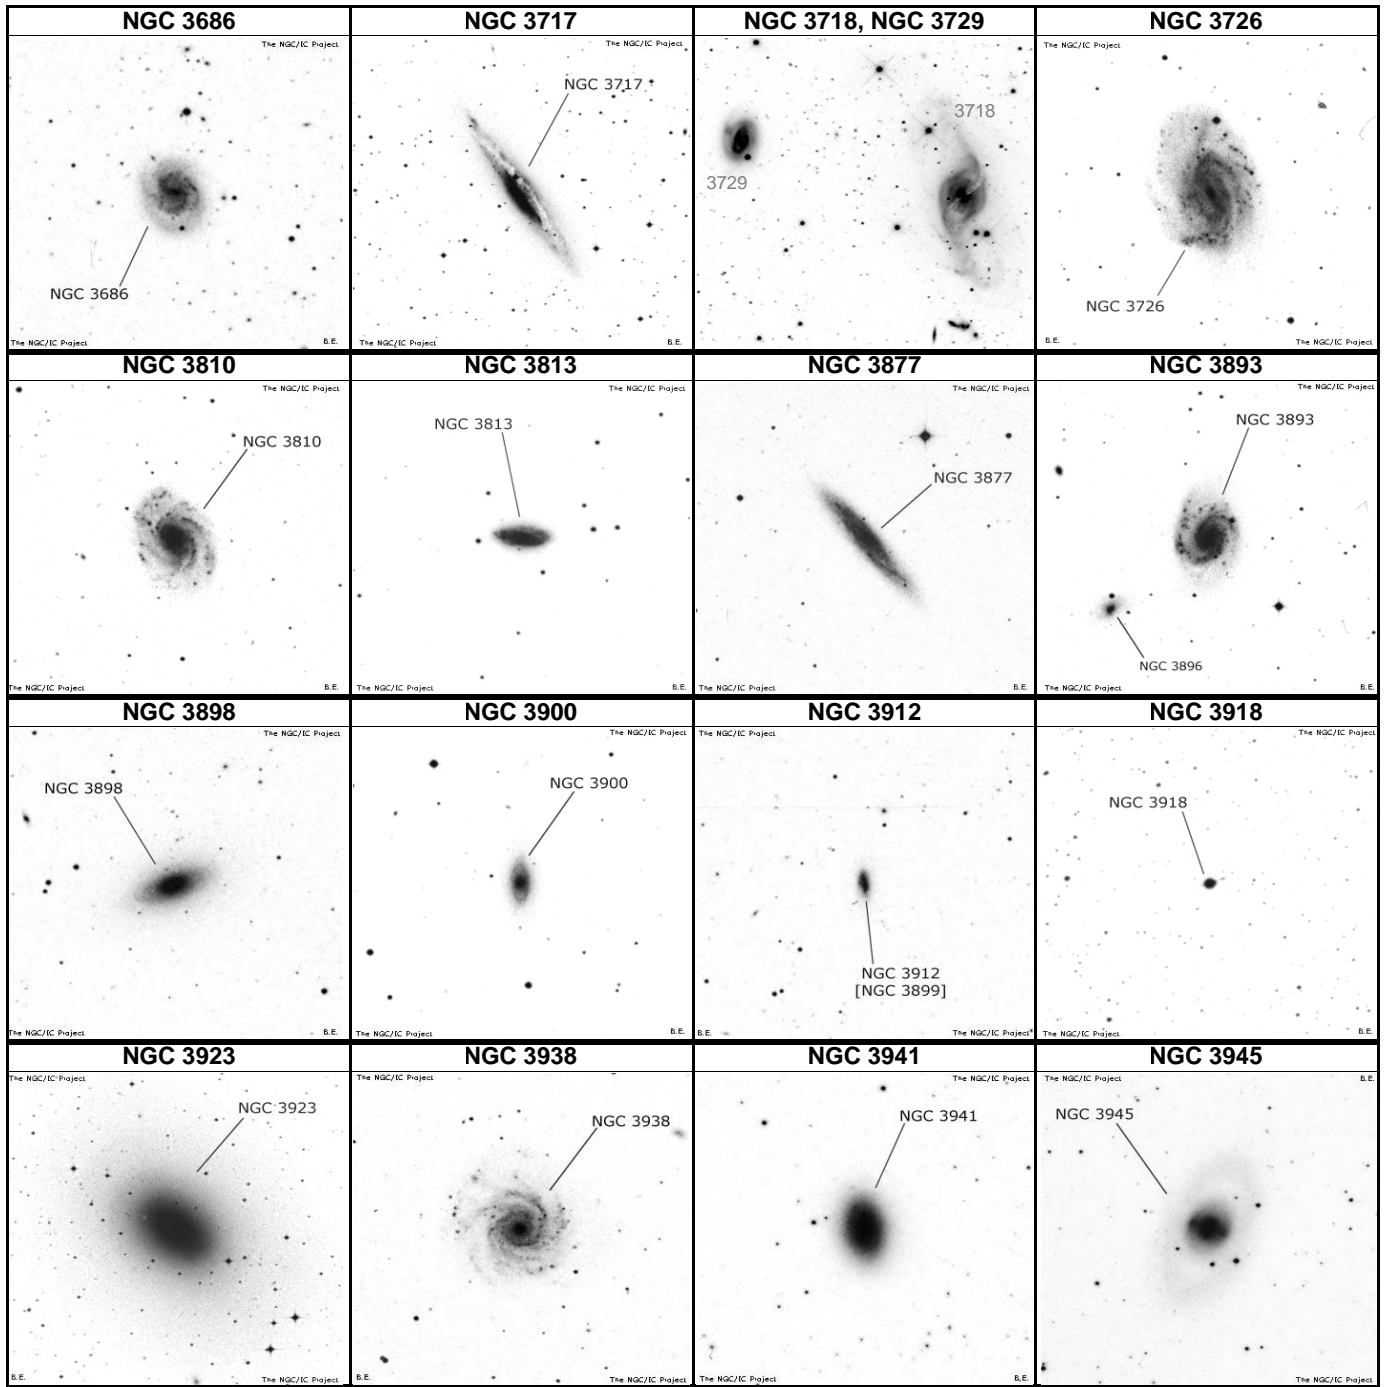 NGC 3686
NGC 3717
NGC 3718, NGC 3729
NGC 3726
The NGC/IC Project
NGC 3686
The NGC/IC Project
B.E.
The NGC/IC Project
NGC 3717
The NGC/IC Project
B.E.
3718
3729
The NGC/IC Project
NGC 3726
B.E.
The NGC/IC Project
NGC 3810
NGC 3813
NGC 3877
NGC 3893
The NGC/IC Project
NGC 3810
The NGC/IC Project
B.E.
The NGC/IC Project
NGC 3813
The NGC/IC Project
B.E.
The NGC/IC Project
NGC 3877
The NGC/IC Project
B.E.
The NGC/IC Project
NGC 3893
NGC 3896
The NGC/IC Project
B.E.
NGC 3898
NGC 3900
NGC 3912
NGC 3918
The NGC/IC Project
NGC 3898
The NGC/IC Project
B.E.
The NGC/IC Project
NGC 3900
The NGC/IC Project
B.E.
The NGC/IC Project
NGC 3912
[NGC 3899]
B.E.
The NGC/IC Project
The NGC/IC Project
NGC 3918
The NGC/IC Project
B.E.
NGC 3923
NGC 3938
NGC 3941
NGC 3945
The NGC/IC Project
NGC 3923
B.E.
The NGC/IC Project
The NGC/IC Project
NGC 3938
B.E.
The NGC/IC Project
The NGC/IC Project
NGC 3941
The NGC/IC Project
B.E.
The NGC/IC Project
B.E.
NGC 3945
The NGC/IC Project